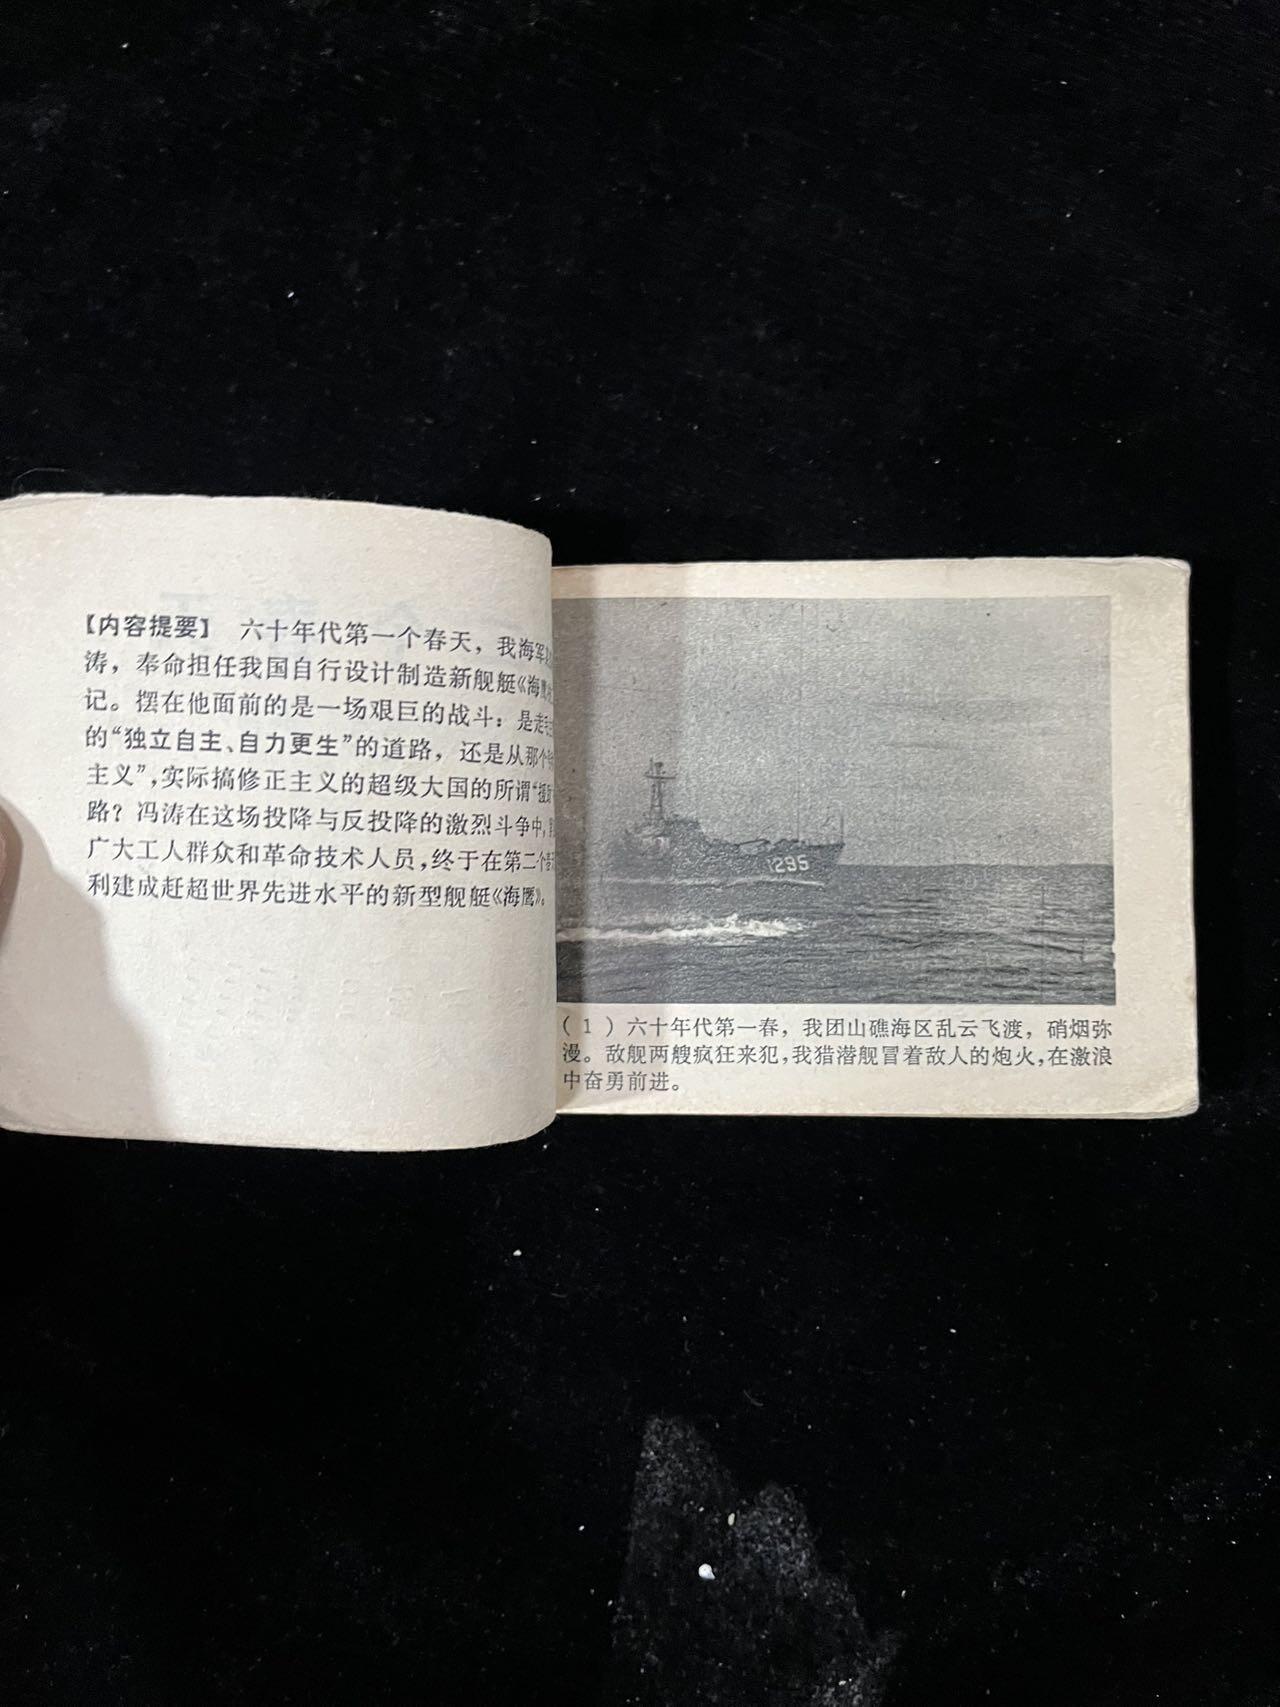 【内容提要】 六十年代第一个春天，我海军
涛，奉命担任我国自行设计制造新舰艇《海鹰
记。摆在他面前的是一场艰巨的战斗：是走
的“独立自主、自力更生”的道路，还是从那个
主义”，实际搞修正主义的超级大国的所谓“援
路？冯涛在这场投降与反投降的激烈斗争中，
广大工人群众和革命技术人员，终于在第二个春
利建成赶超世界先进水平的新型舰艇《海鹰》。
1295
（1）六十年代第一春，我团山礁海区乱云飞渡，硝烟弥
漫。敌舰两艘疯狂来犯，我猎潜舰冒着敌人的炮火，在激浪
中奋勇前进。